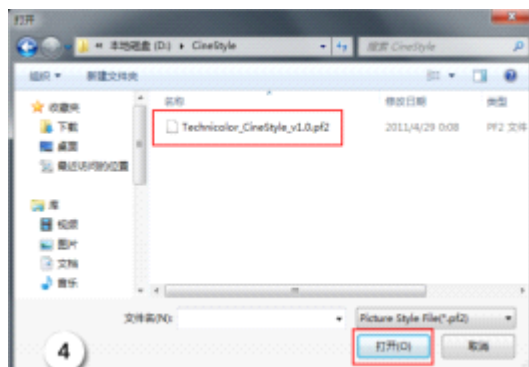 打开
« 本地磁盘 (D:) ▸ CineStyle
搜索 CineStyle
组织 ▾ 新建文件夹
收藏夹
下载
桌面
最近访问的位置
库
视频
图片
文档
音乐
名称 修改日期 类型
Technicolor_CineStyle_v1.0.pf2 2011/4/29 0:08 PF2 文件
文件名(N):
Picture Style File(*.pf2)
打开(O) 取消
4